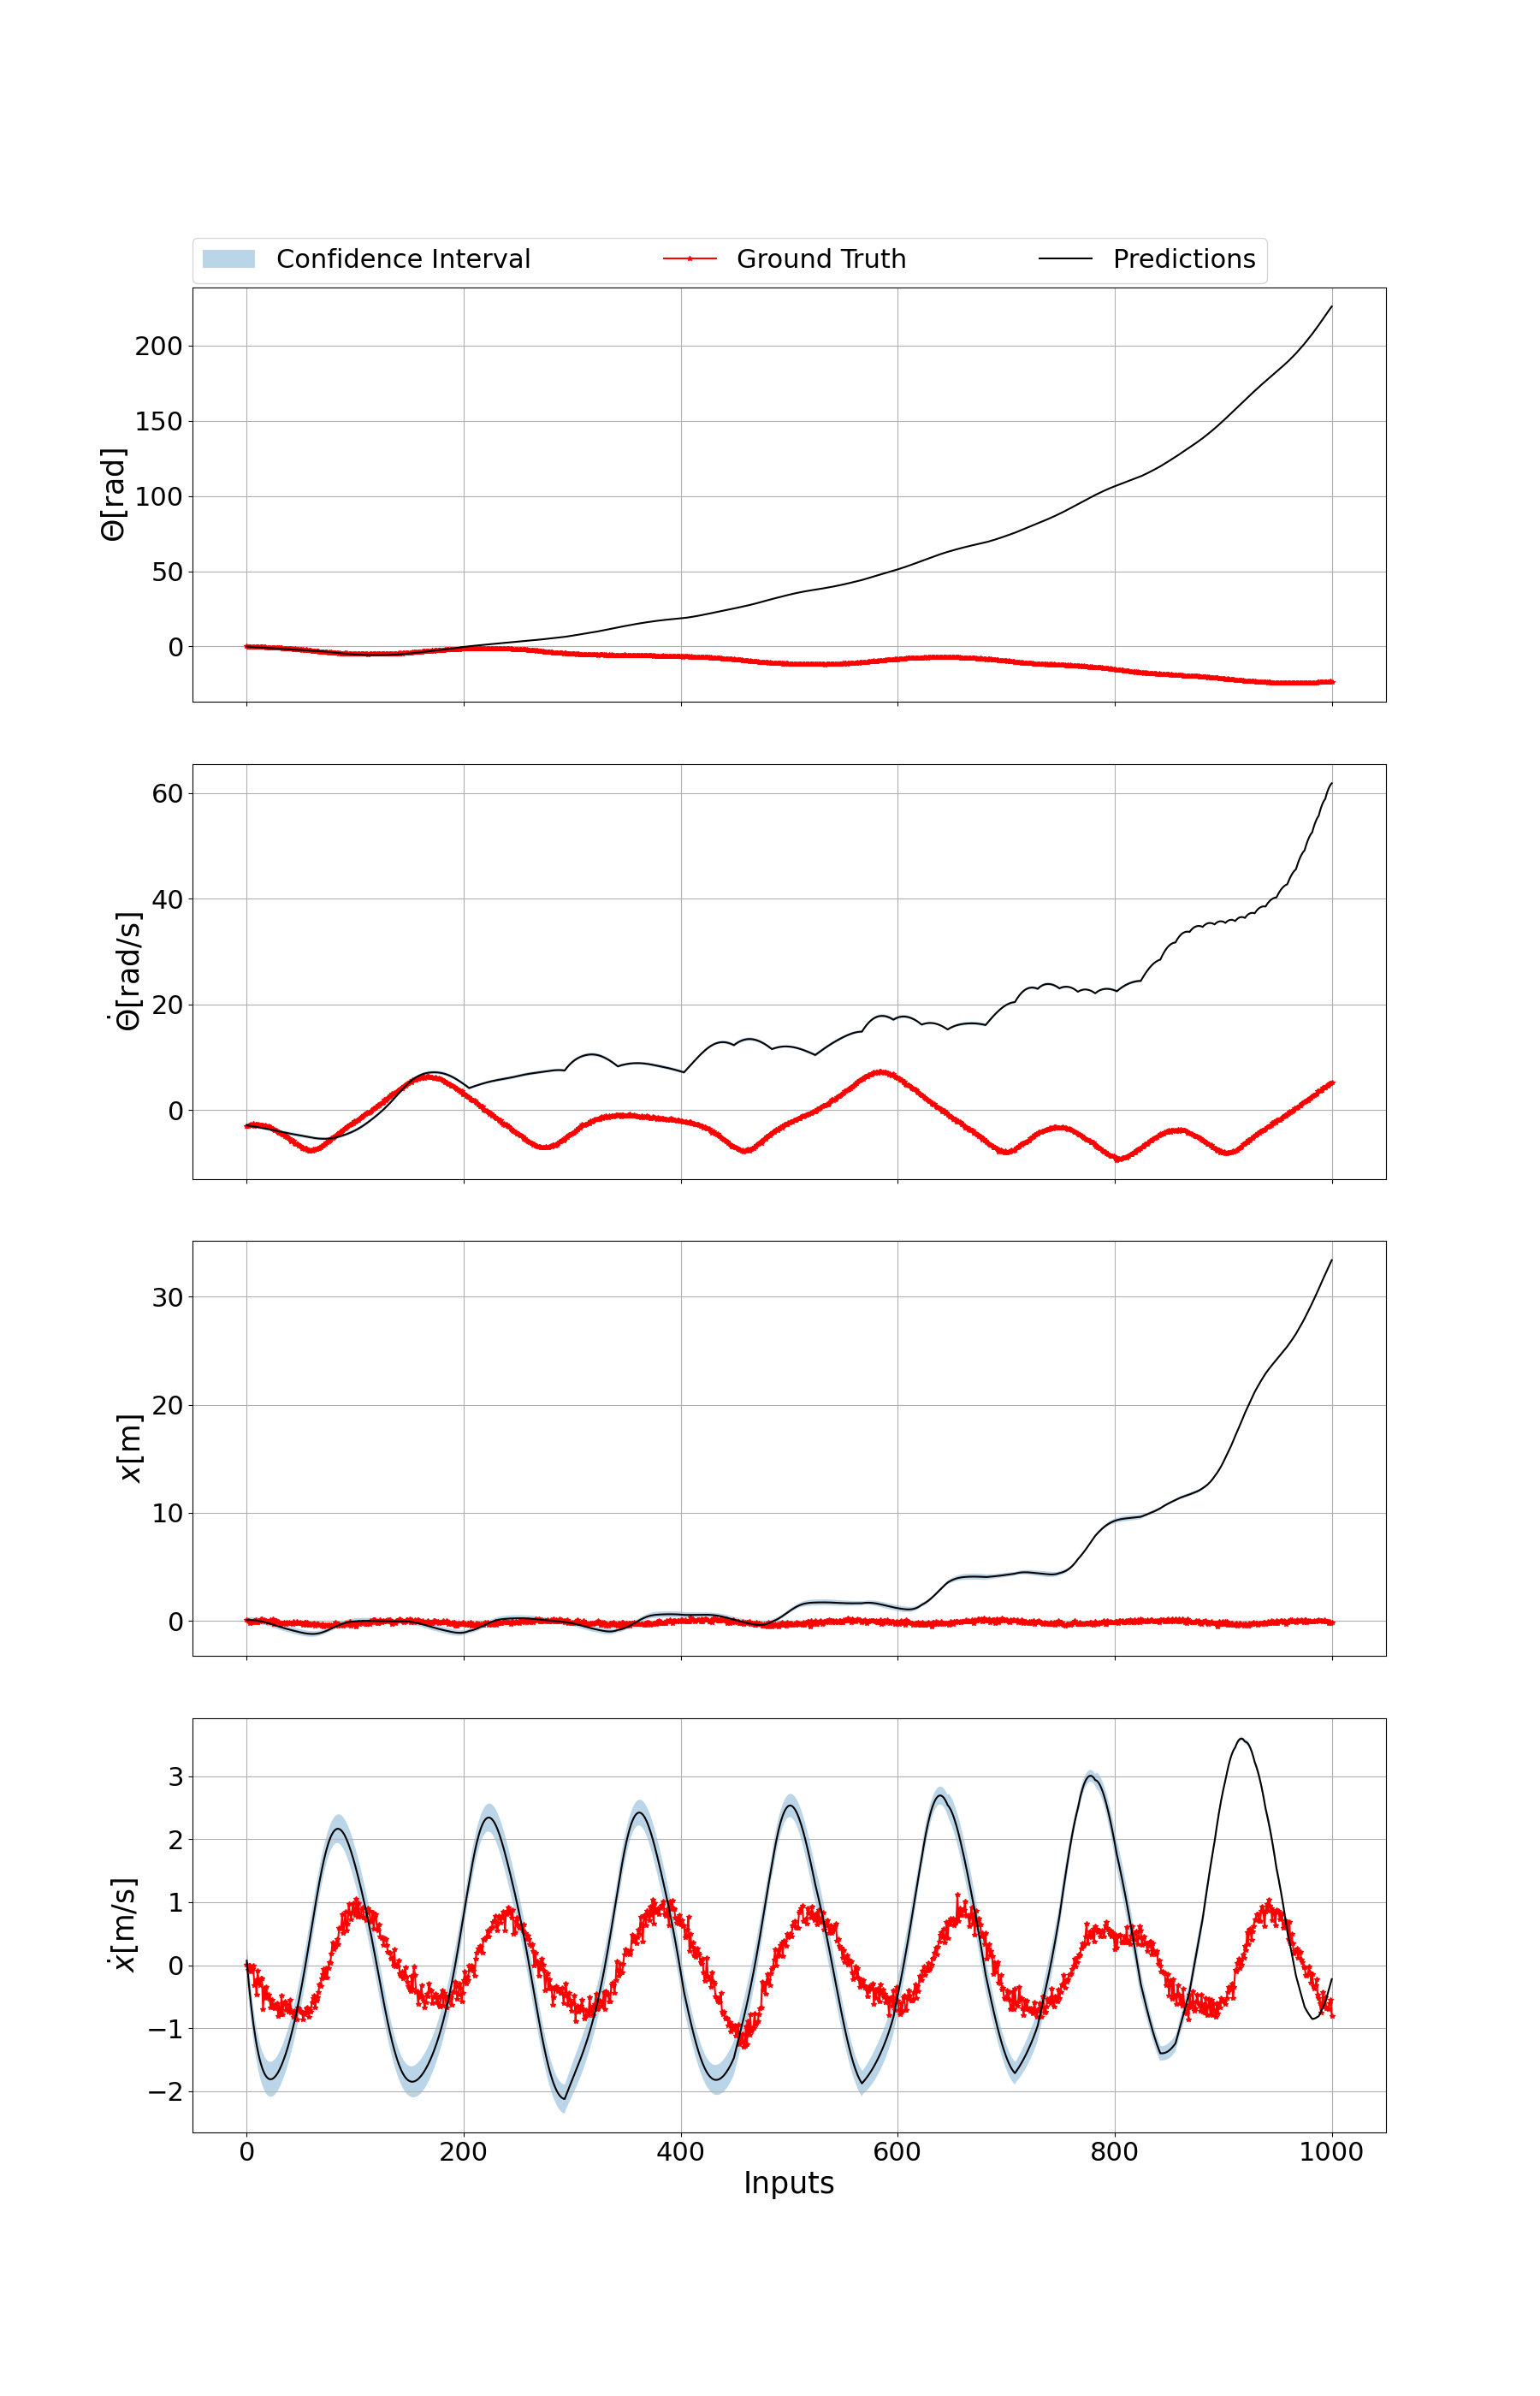 Confidence Interval Ground Truth Predictions
200
150
100
50
0
Θ[rad]
60
40
20
0
Θ̇[rad/s]
30
20
10
0
x[m]
3
2
1
0
−1
−2
ẋ[m/s]
0 200 400 600 800 1000
Inputs